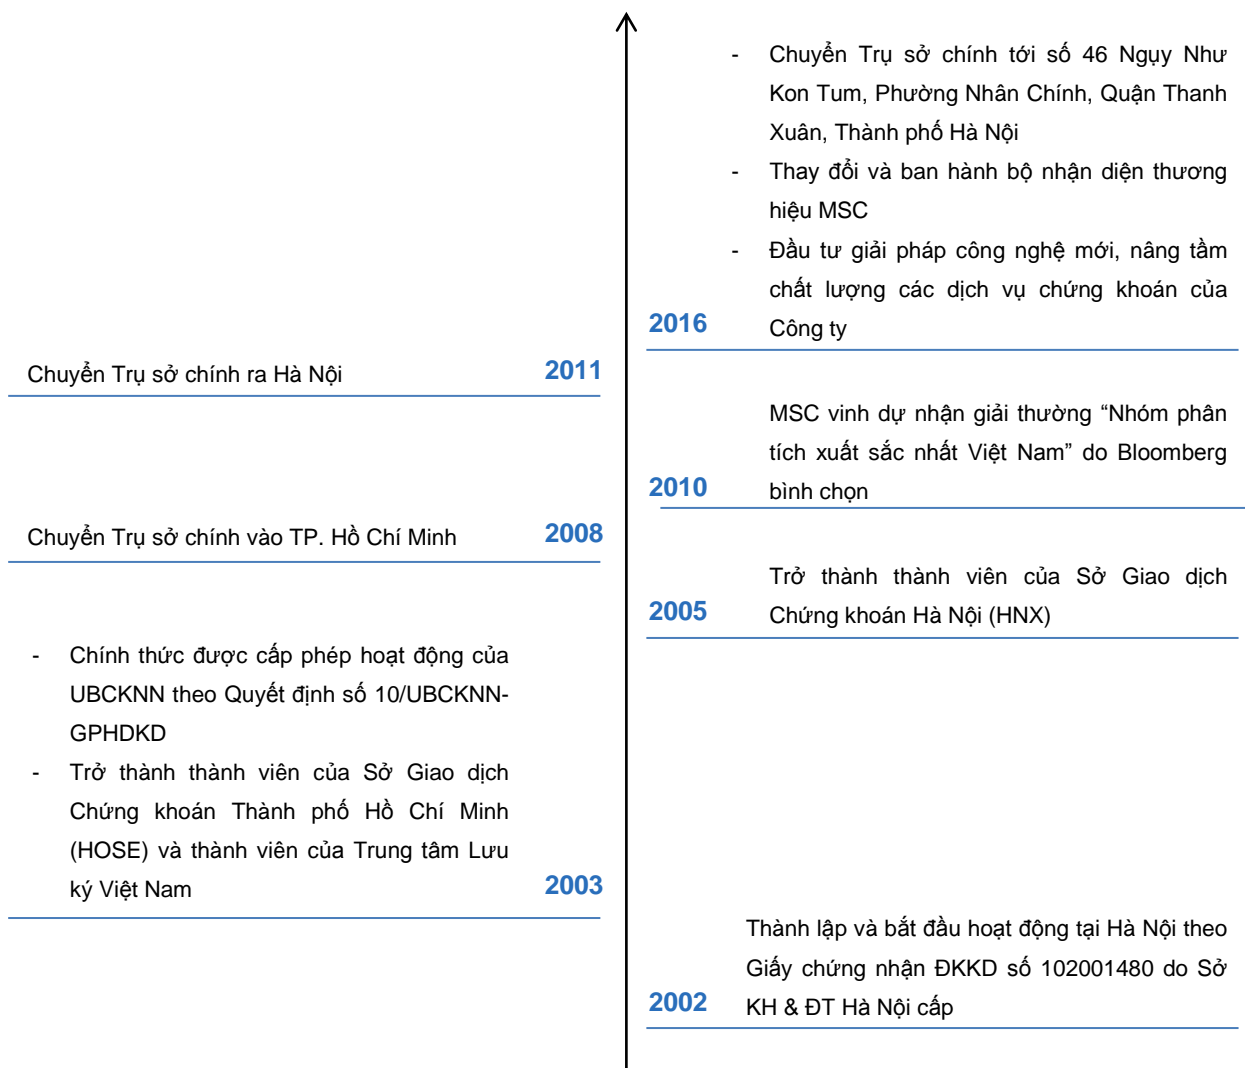 - Chuyển Trụ sở chính tới số 46 Ngụy Như
Kon Tum, Phường Nhân Chính, Quận Thanh
Xuân, Thành phố Hà Nội
- Thay đổi và ban hành bộ nhận diện thương
hiệu MSC
- Đầu tư giải pháp công nghệ mới, nâng tầm
chất lượng các dịch vụ chứng khoán của
2016 Công ty
Chuyển Trụ sở chính ra Hà Nội 2011
MSC vinh dự nhận giải thường “Nhóm phân
tích xuất sắc nhất Việt Nam” do Bloomberg
2010 bình chọn
Chuyển Trụ sở chính vào TP. Hồ Chí Minh 2008
Trở thành thành viên của Sở Giao dịch
2005 Chứng khoán Hà Nội (HNX)
- Chính thức được cấp phép hoạt động của
UBCKNN theo Quyết định số 10/UBCKNN-
GPHDKD
- Trở thành thành viên của Sở Giao dịch
Chứng khoán Thành phố Hồ Chí Minh
(HOSE) và thành viên của Trung tâm Lưu
ký Việt Nam 2003
Thành lập và bắt đầu hoạt động tại Hà Nội theo
Giấy chứng nhận ĐKKD số 102001480 do Sở
2002 KH & ĐT Hà Nội cấp